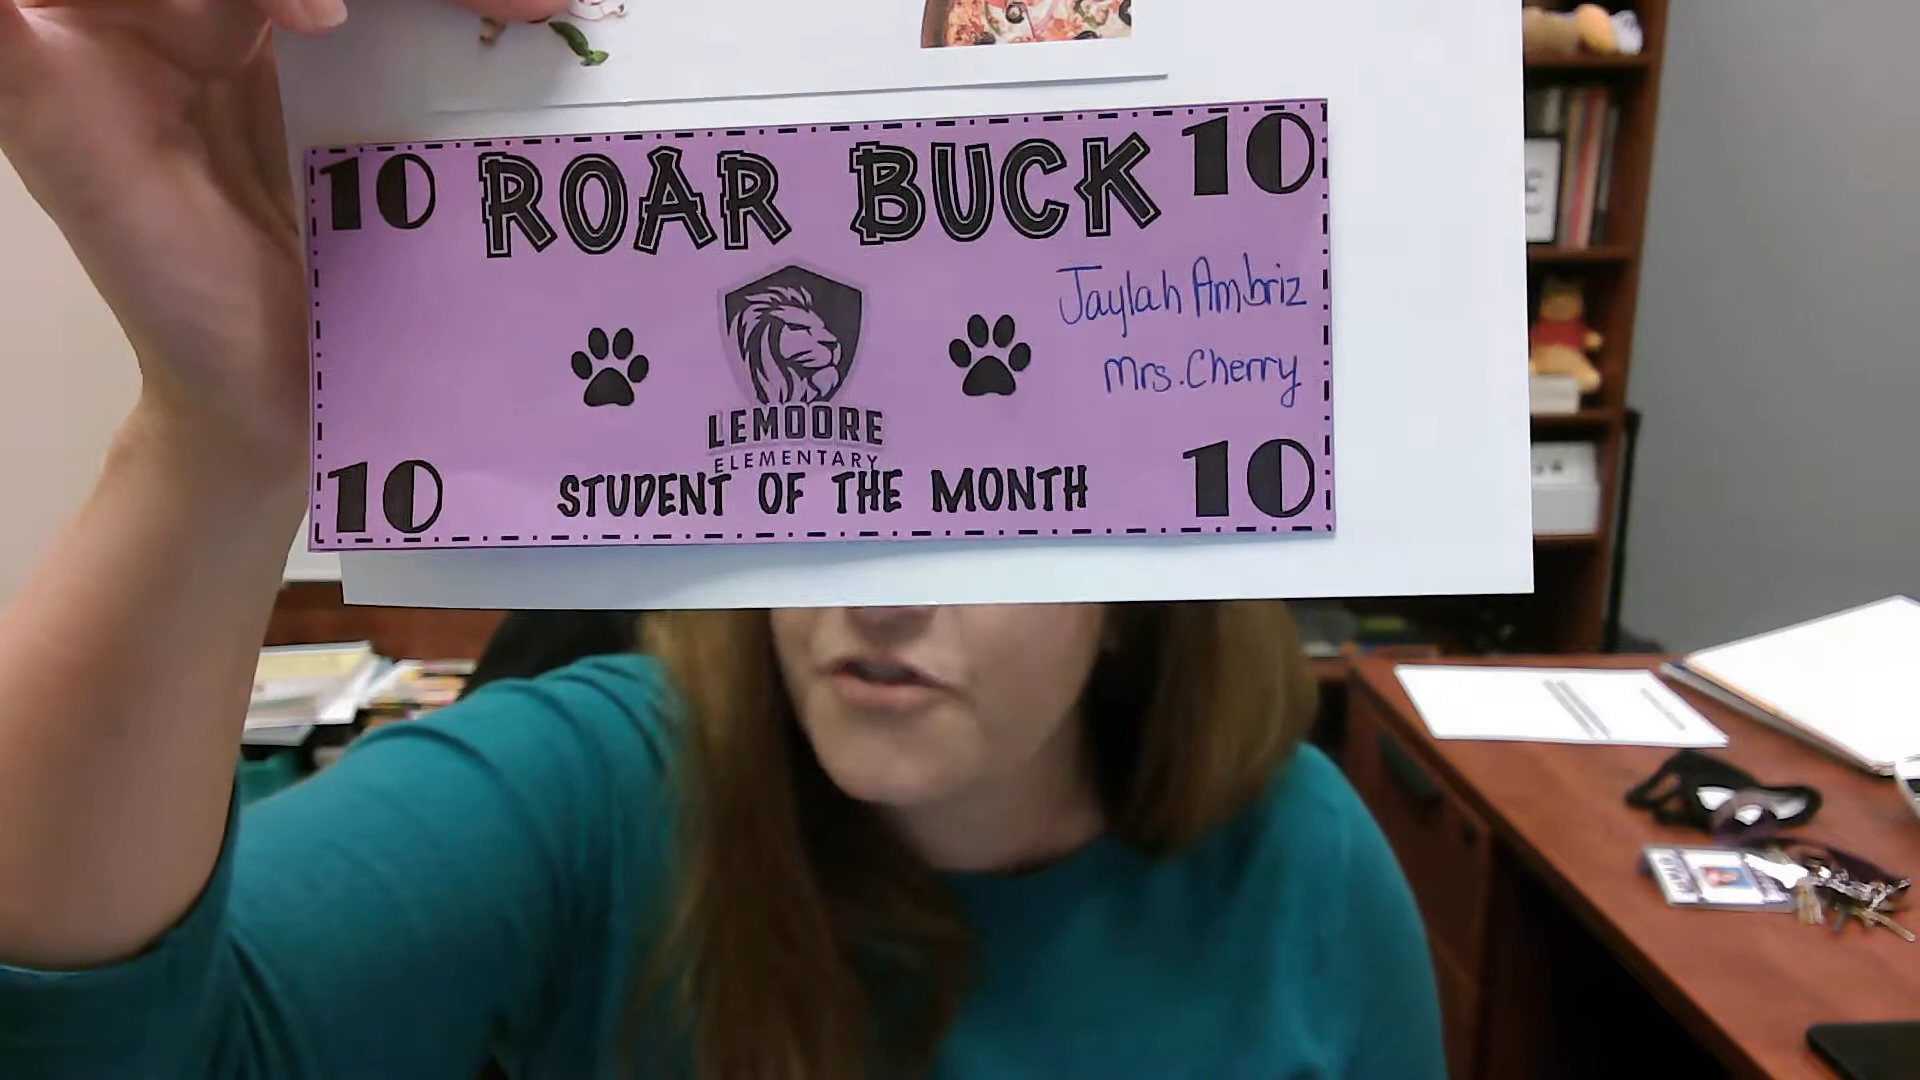 10 ROAR BUCK 10
Jaylah Ambriz
Mrs. Cherry
LEMOORE
ELEMENTARY
10 STUDENT OF THE MONTH 10